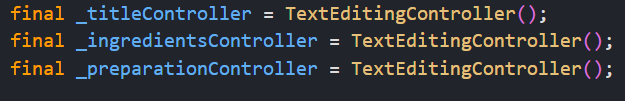 final _titleController = TextEditingController();
final _ingredientsController = TextEditingController();
final _preparationController = TextEditingController();